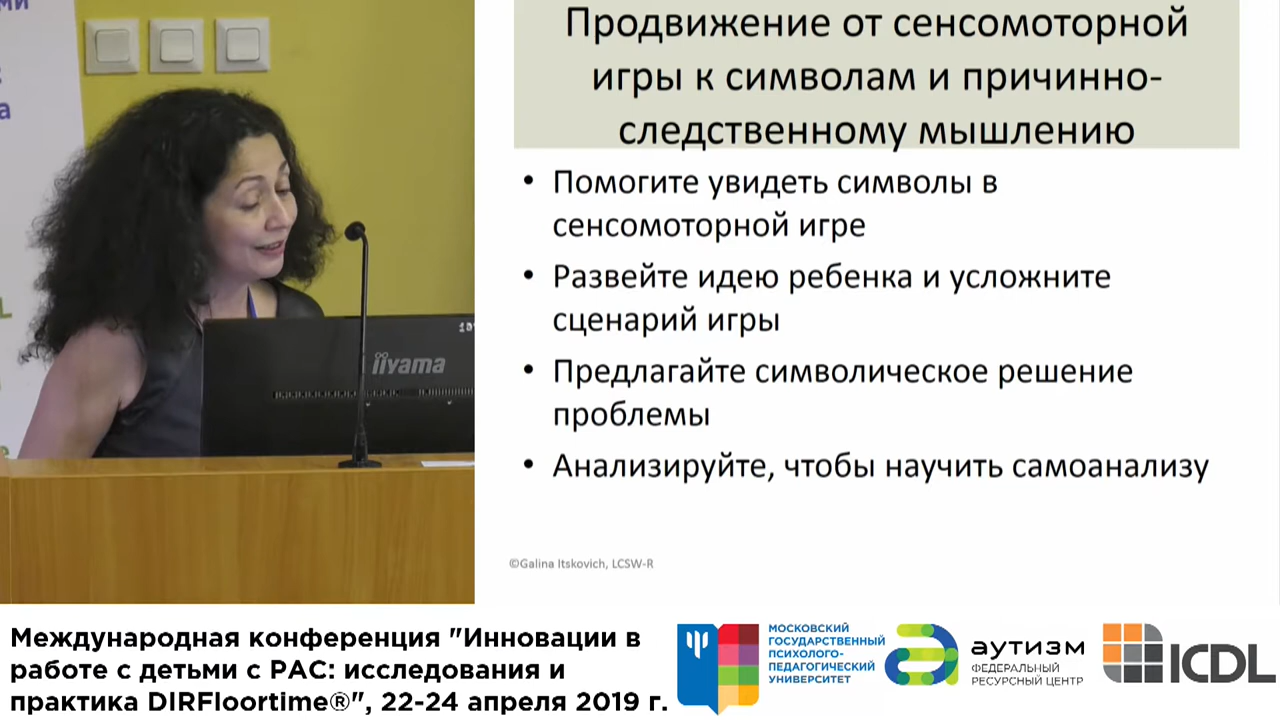 Продвижение от сенсомоторной
игры к символам и причинно-
следственному мышлению
• Помогите увидеть символы в
сенсомоторной игре
• Развейте идею ребенка и усложните
сценарий игры
• Предлагайте символическое решение
проблемы
• Анализируйте, чтобы научить самоанализу
©Galina Itskovich, LCSW-R
iiyama
Международная конференция "Инновации в
работе с детьми с РАС: исследования и
практика DIRFloortime®", 22-24 апреля 2019 г.
МОСКОВСКИЙ
ГОСУДАРСТВЕННЫЙ
ПСИХОЛОГО-
ПЕДАГОГИЧЕСКИЙ
УНИВЕРСИТЕТ
аутизм
ФЕДЕРАЛЬНЫЙ
РЕСУРСНЫЙ ЦЕНТР
ICDL